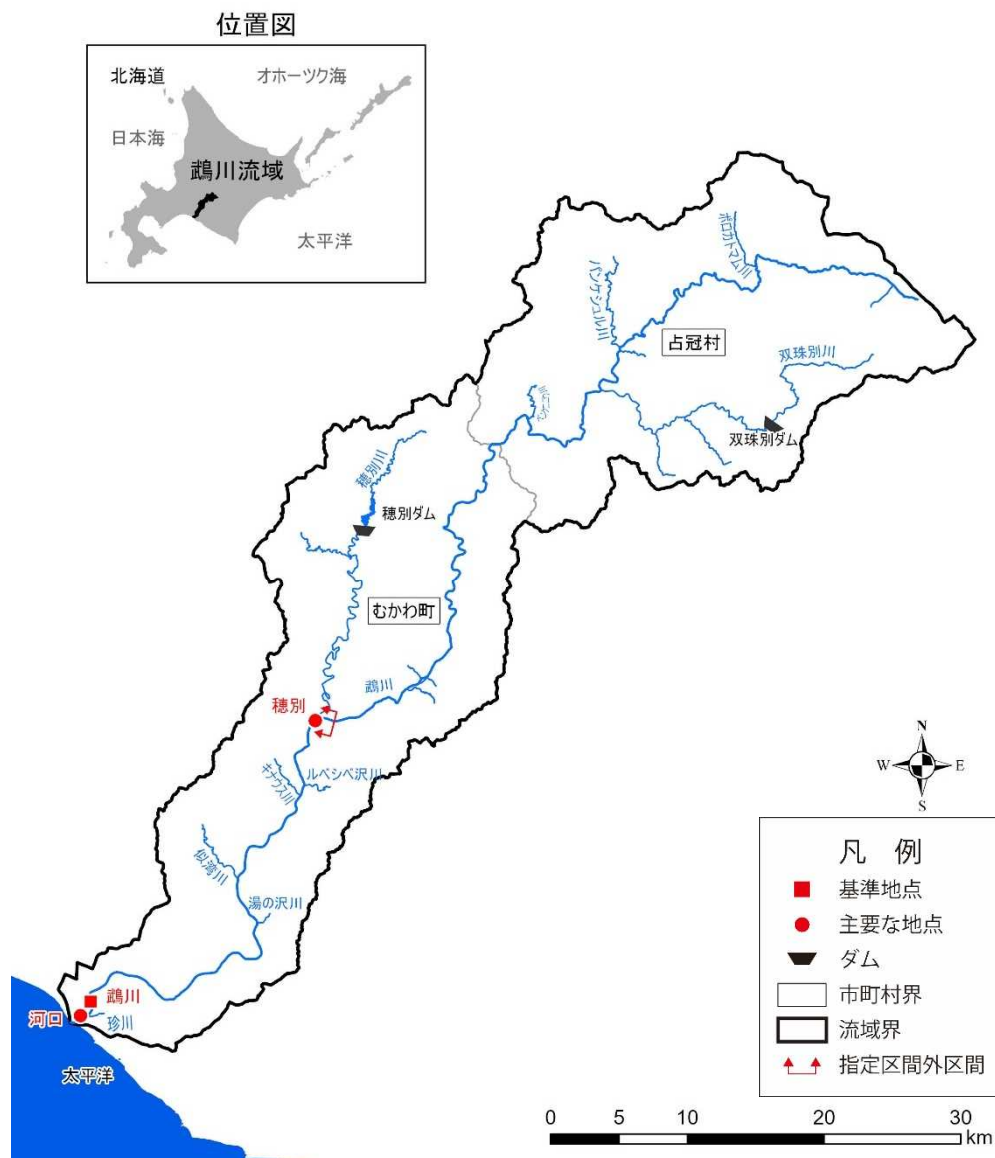 位置図
北海道
オホーツク海
日本海
鵡川流域
太平洋
ポロカトマム川
パンケシュル川
占冠村
双珠別川
双珠別ダム
穂別川
穂別ダム
むかわ町
鵡川
穂別
ルベシベ沢川
キナウス川
似湾川
湯の沢川
鵡川
河口
珍川
太平洋
N
W
E
S
凡 例
基準地点
主要な地点
ダム
市町村界
流域界
指定区間外区間
0
5
10
20
30
km